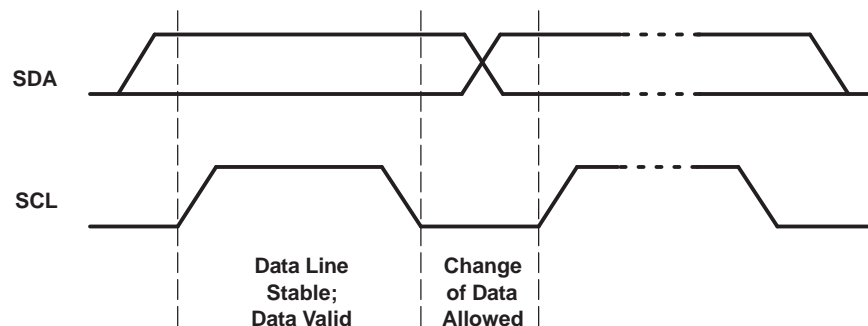 SDA
SCL
Data Line
Stable;
Data Valid
Change
of Data
Allowed